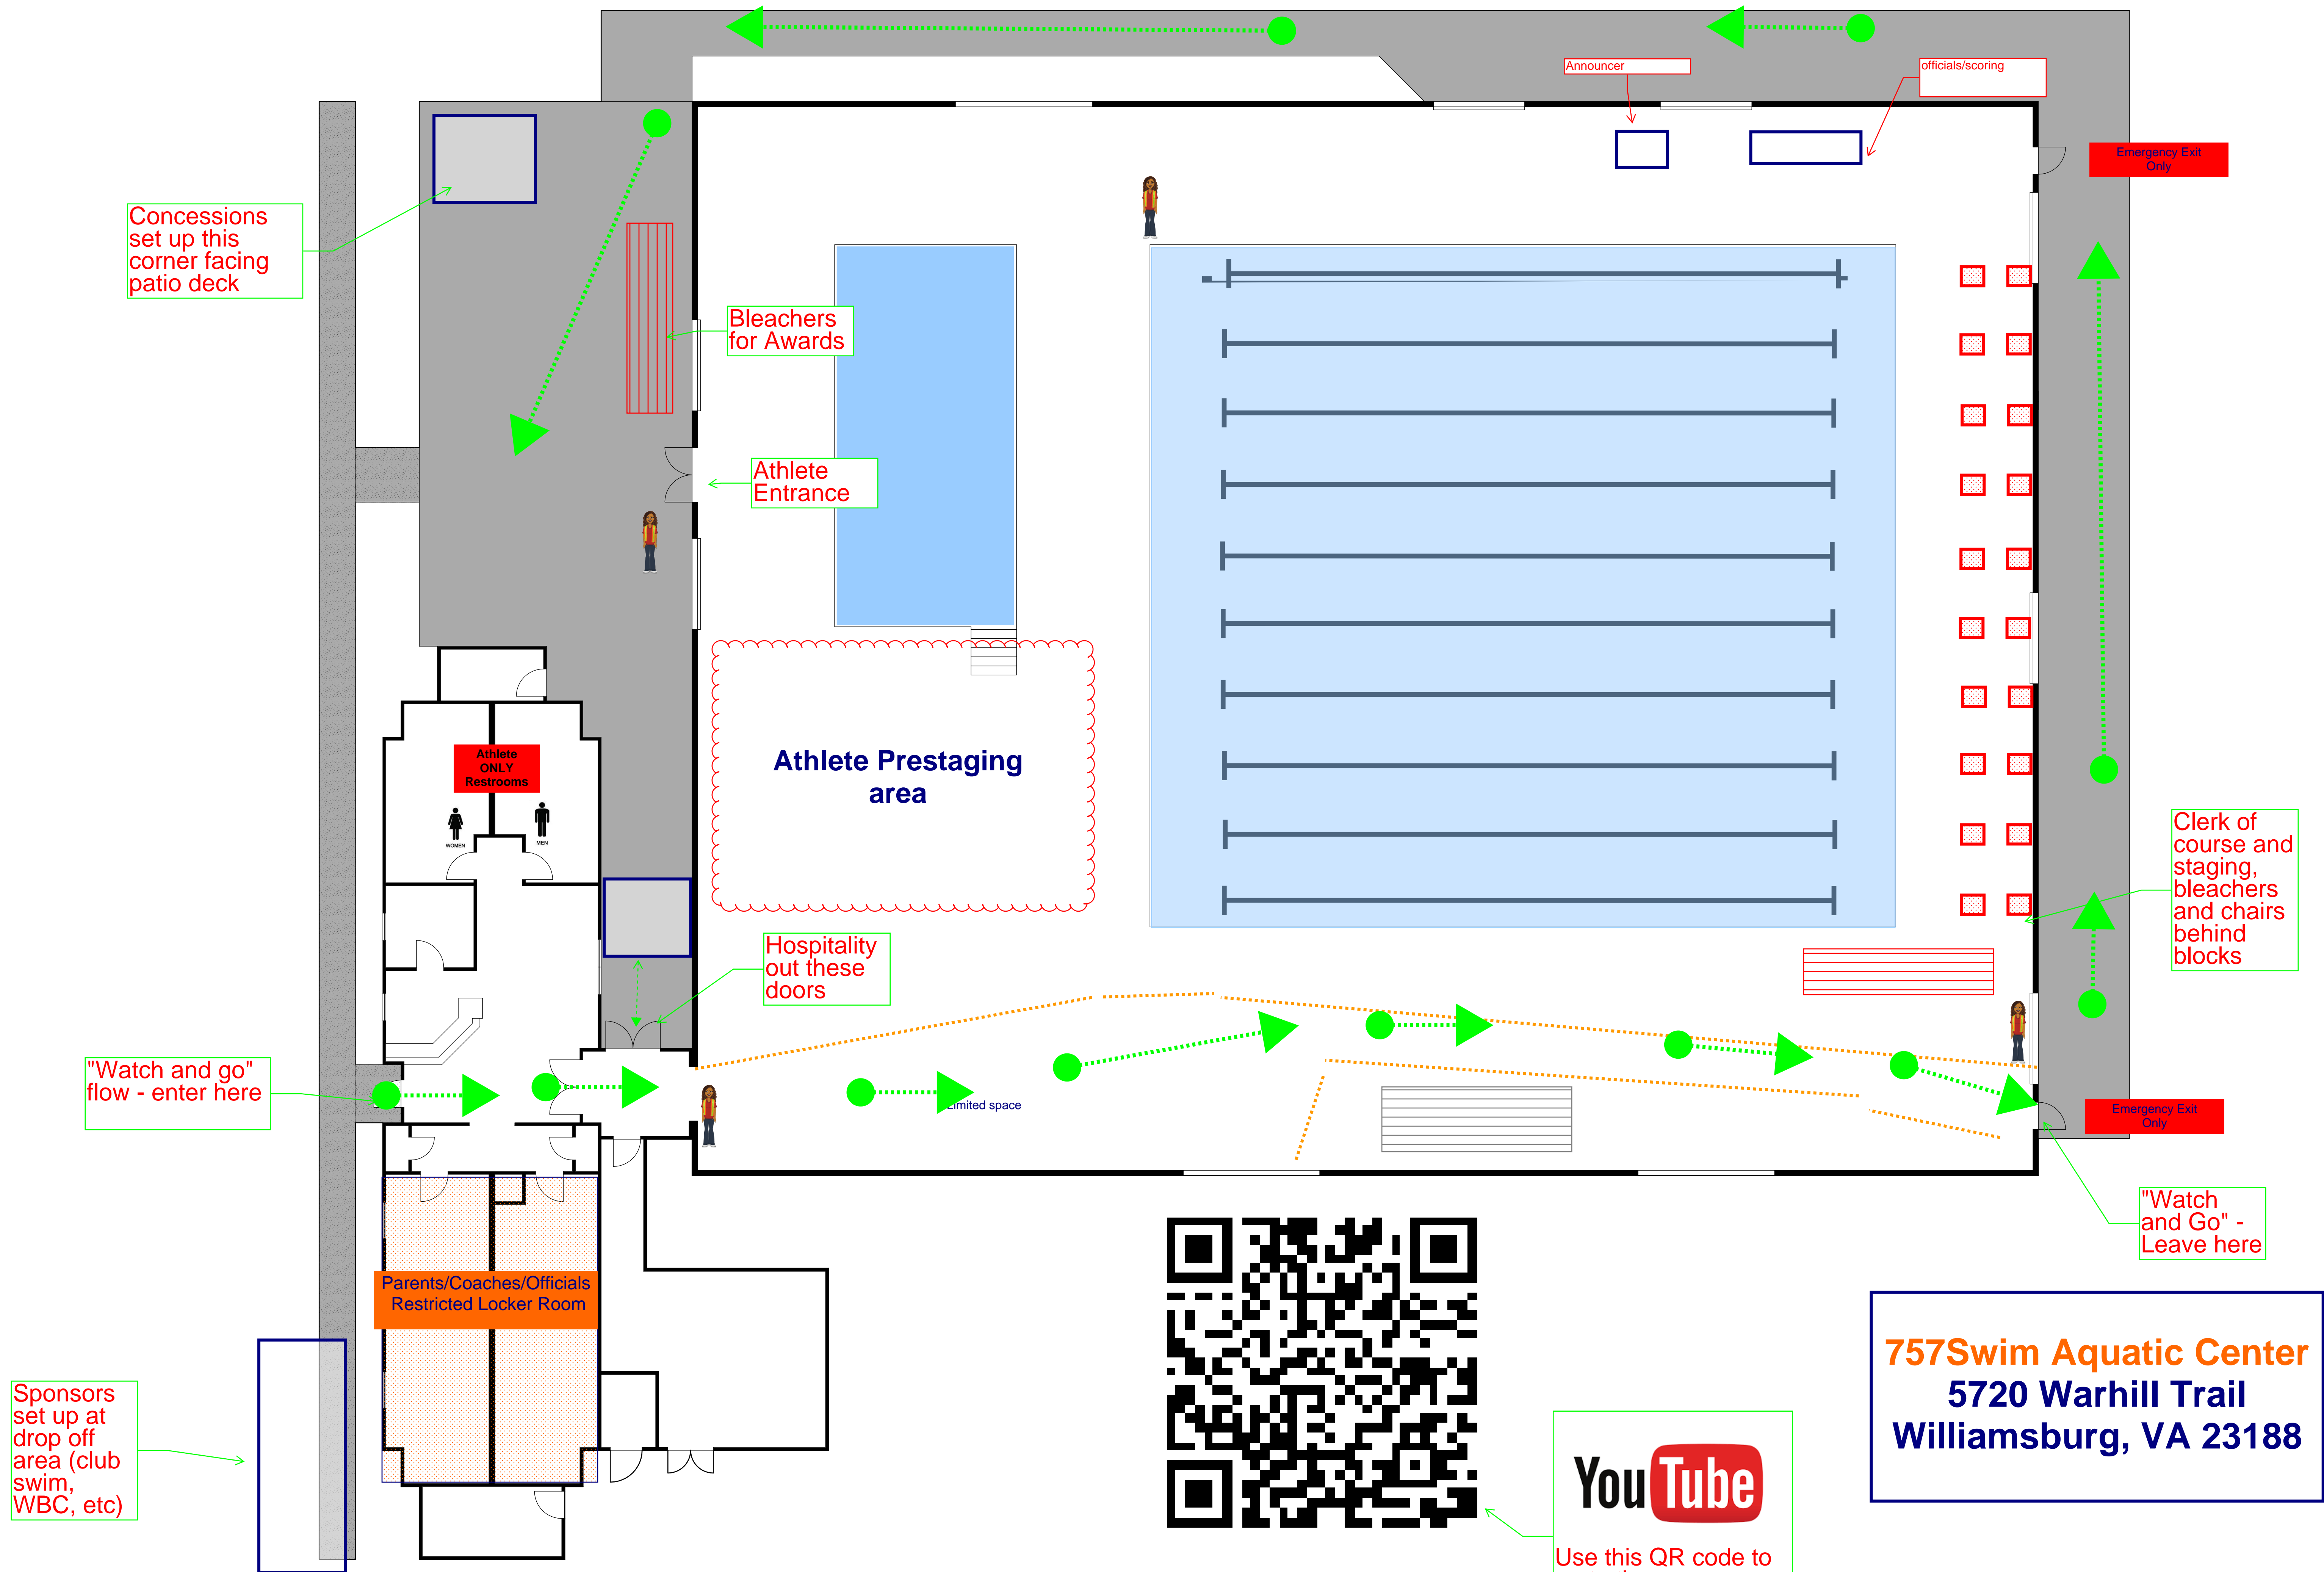 Announcer
officials/scoring
Emergency Exit
Only
Concessions
set up this
corner facing
patio deck
Bleachers
for Awards
Athlete
Entrance
Athlete
ONLY
Restrooms
WOMEN
MEN
Athlete Prestaging
area
Clerk of
course and
staging,
bleachers
and chairs
behind
blocks
Hospitality
out these
doors
"Watch and go"
flow - enter here
Limited space
Emergency Exit
Only
"Watch
and Go" -
Leave here
Parents/Coaches/Officials
Restricted Locker Room
757Swim Aquatic Center
5720 Warhill Trail
Williamsburg, VA 23188
Sponsors
set up at
drop off
area (club
swim,
WBC, etc)
YouTube
Use this QR code to